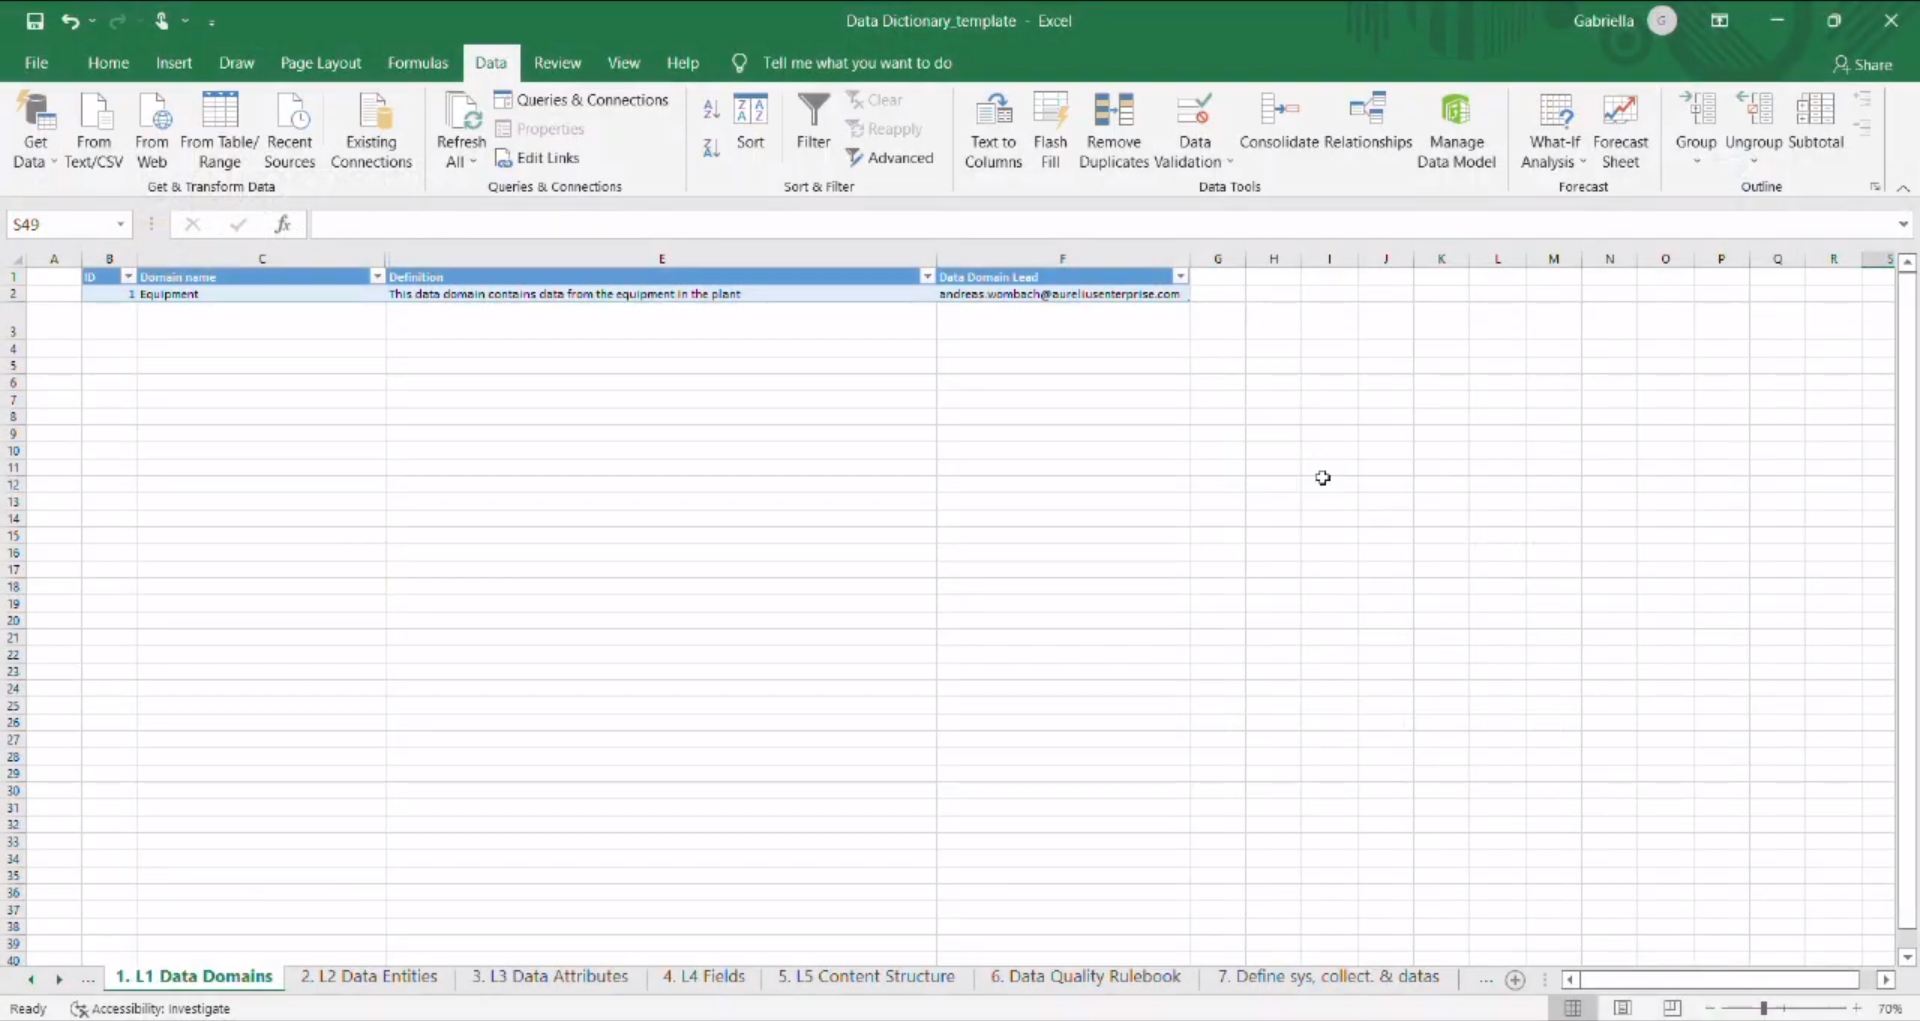 Data Dictionary_template - Excel
Gabriella G
File Home Insert Draw Page Layout Formulas Data Review View Help Tell me what you want to do Share
Get Data
From Text/CSV
From Web
From Table/ Range
Recent Sources
Existing Connections
Get & Transform Data
Refresh All
Queries & Connections
Properties
Edit Links
Queries & Connections
Sort
Filter
Clear
Reapply
Advanced
Sort & Filter
Text to Columns
Flash Fill
Remove Duplicates
Data Validation
Consolidate
Relationships
Manage Data Model
Data Tools
What-If Analysis
Forecast Sheet
Forecast
Group
Ungroup
Subtotal
Outline
S49
fx
A B C E F G H I J K L M N O P Q R S
1 ID Domain name Definition Data Domain Lead
2 1 Equipment This data domain contains data from the equipment in the plant andreas.wombach@aureliusenterprise.com
3
4
5
6
7
8
9
10
11
12
13
14
15
16
17
18
19
20
21
22
23
24
25
26
27
28
29
30
31
32
33
34
35
36
37
38
39
40
... 1. L1 Data Domains 2. L2 Data Entities 3. L3 Data Attributes 4. L4 Fields 5. L5 Content Structure 6. Data Quality Rulebook 7. Define sys, collect. & datas ...
Ready Accessibility: Investigate 70%